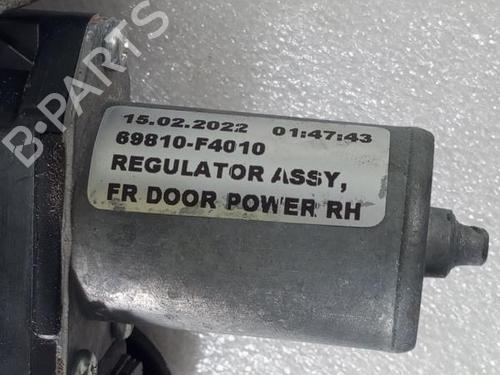 B-PARTS
15.02.2022 01:47:43
69810-F4010
REGULATOR ASSY,
FR DOOR POWER RH